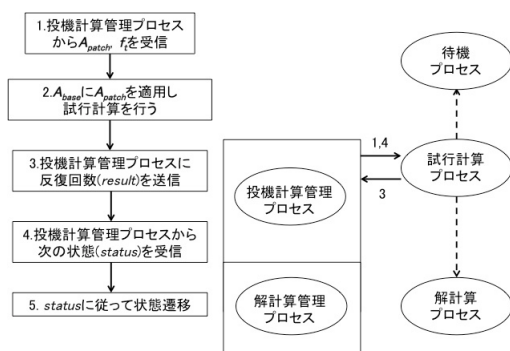 1.投機計算管理プロセス
からApatch, ftを受信
2.AbaseにApatchを適用し
試行計算を行う
3.投機計算管理プロセスに
反復回数(result)を送信
4.投機計算管理プロセスから
次の状態(status)を受信
5. statusに従って状態遷移
1,4
3
投機計算管理
プロセス
解計算管理
プロセス
待機
プロセス
試行計算
プロセス
解計算
プロセス